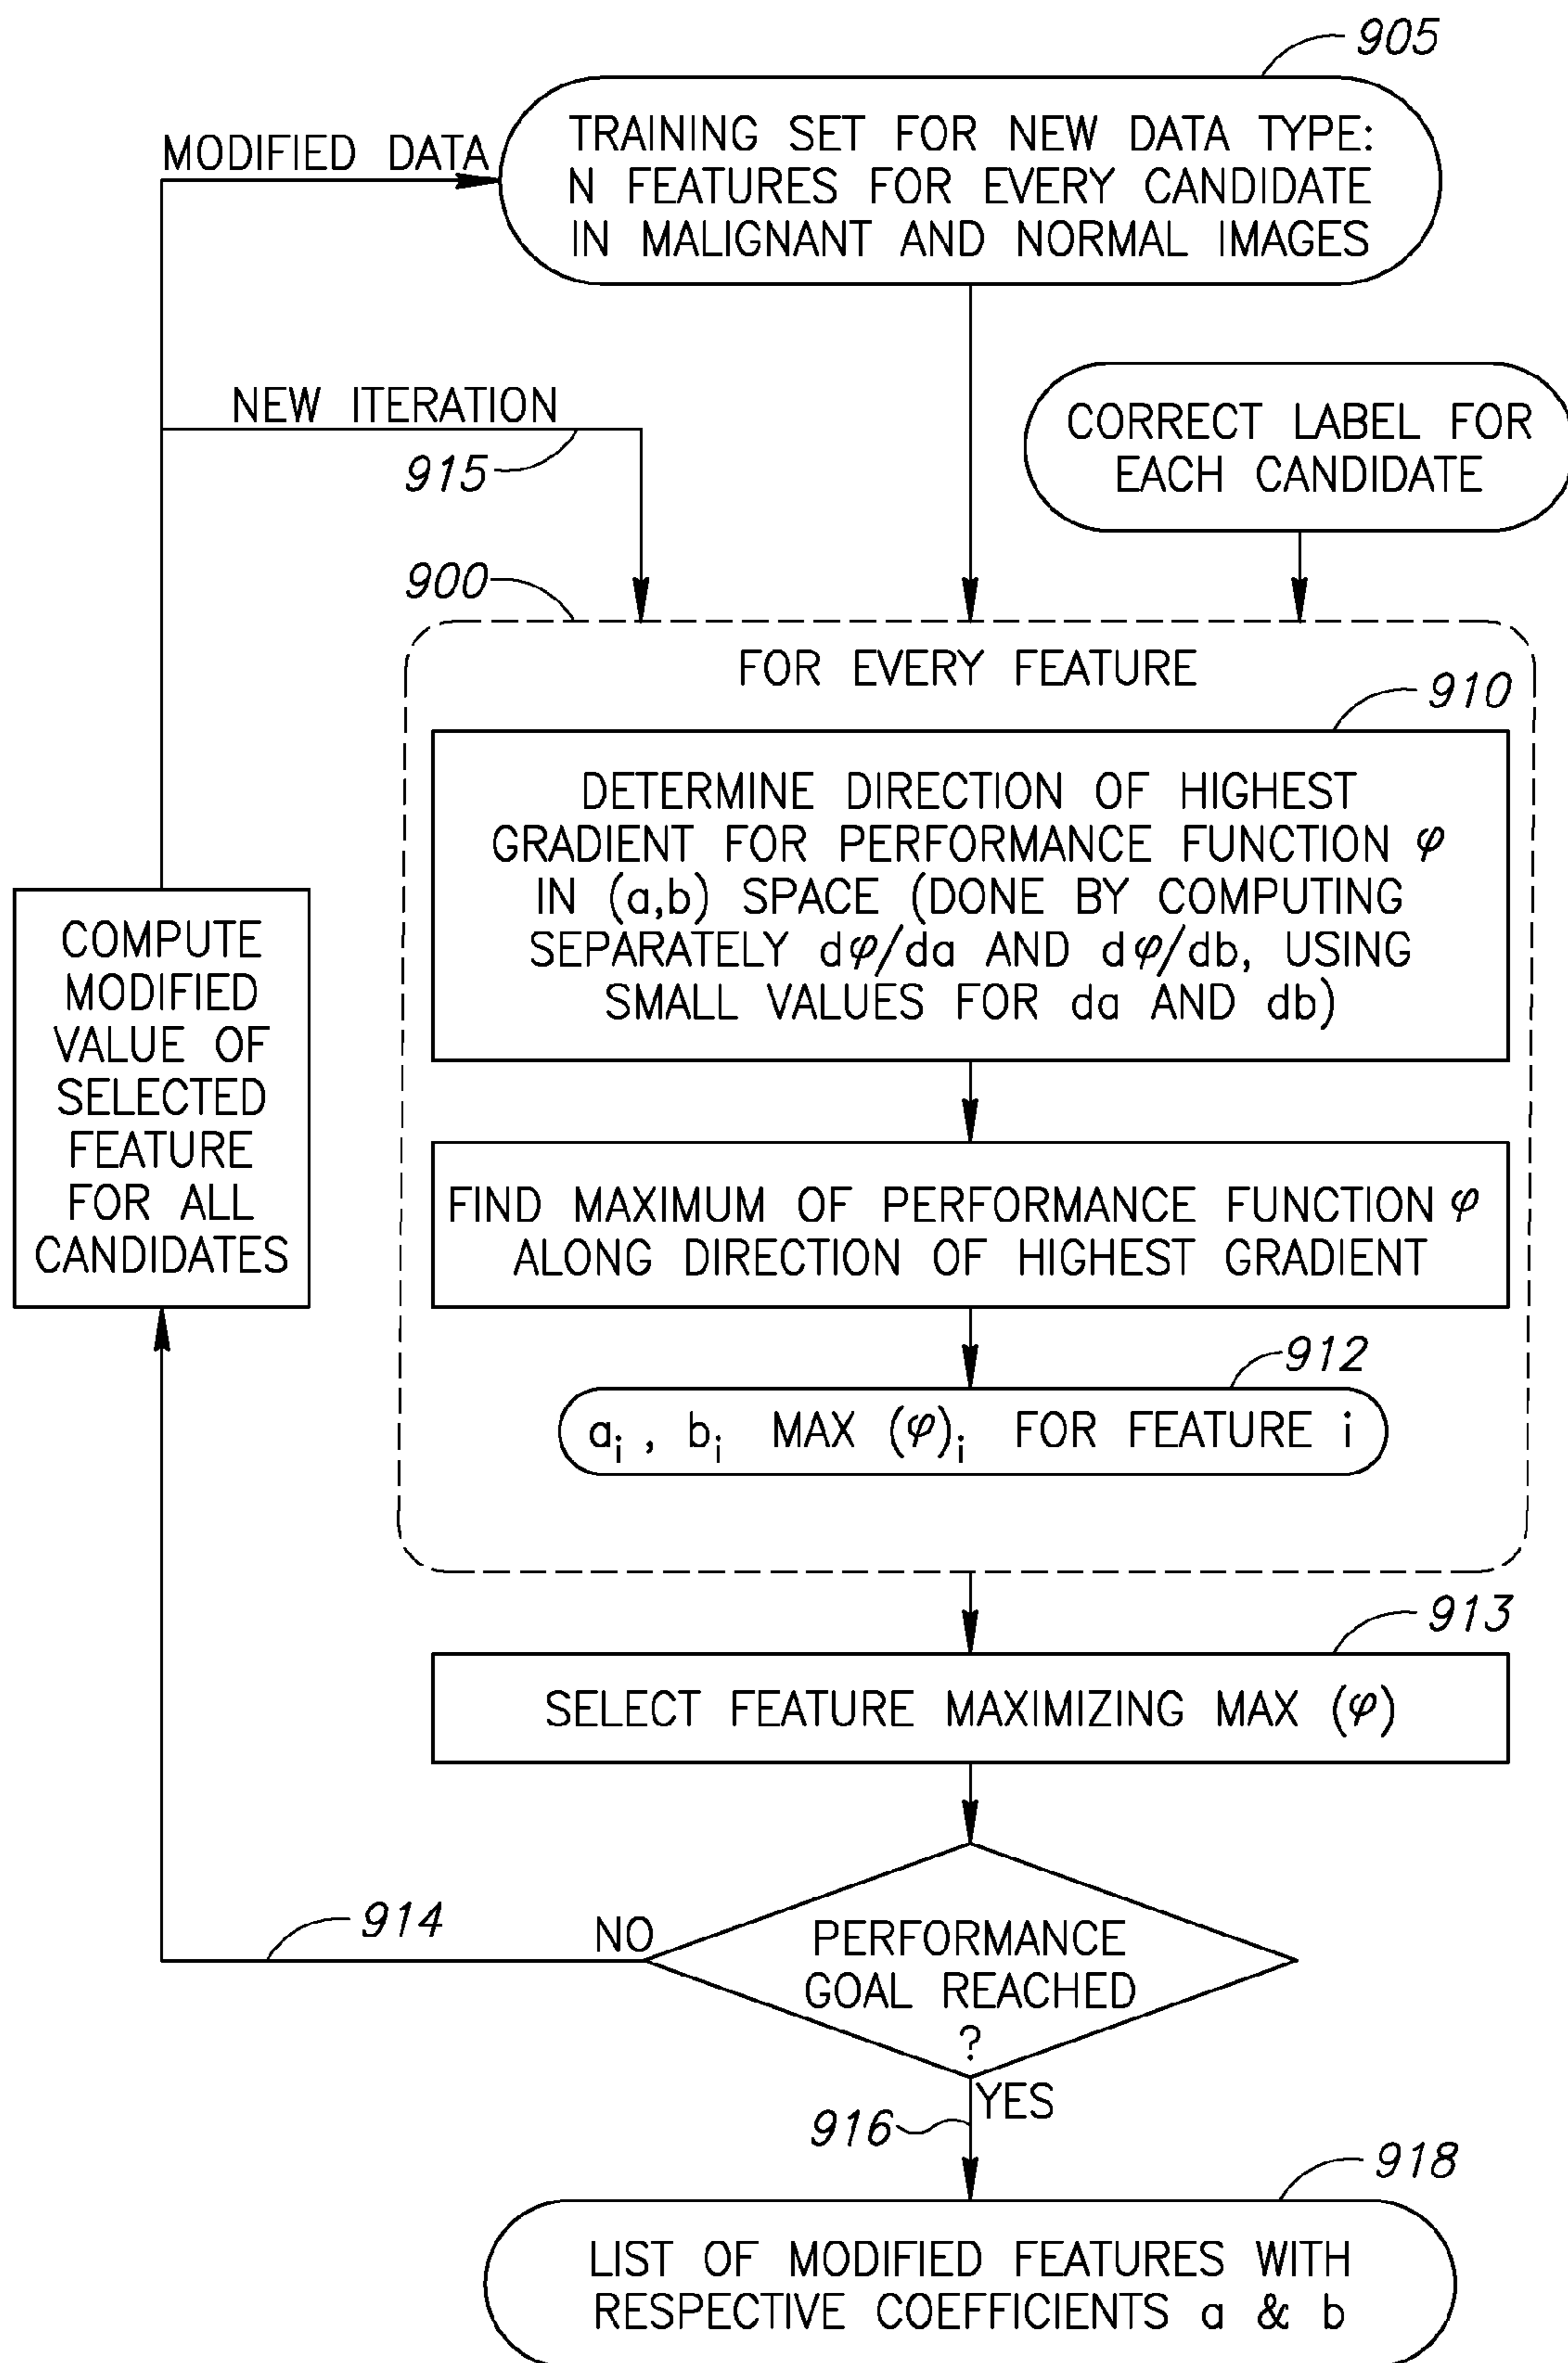 905
MODIFIED DATA
TRAINING SET FOR NEW DATA TYPE:
N FEATURES FOR EVERY CANDIDATE
IN MALIGNANT AND NORMAL IMAGES
NEW ITERATION
915
CORRECT LABEL FOR
EACH CANDIDATE
900
FOR EVERY FEATURE
910
DETERMINE DIRECTION OF HIGHEST
GRADIENT FOR PERFORMANCE FUNCTION φ
IN (a,b) SPACE (DONE BY COMPUTING
SEPARATELY dφ/da AND dφ/db, USING
SMALL VALUES FOR da AND db)
COMPUTE
MODIFIED
VALUE OF
SELECTED
FEATURE
FOR ALL
CANDIDATES
FIND MAXIMUM OF PERFORMANCE FUNCTION φ
ALONG DIRECTION OF HIGHEST GRADIENT
912
aᵢ , bᵢ MAX (φ)ᵢ FOR FEATURE i
913
SELECT FEATURE MAXIMIZING MAX (φ)
914
NO
PERFORMANCE
GOAL REACHED
?
YES
916
918
LIST OF MODIFIED FEATURES WITH
RESPECTIVE COEFFICIENTS a & b